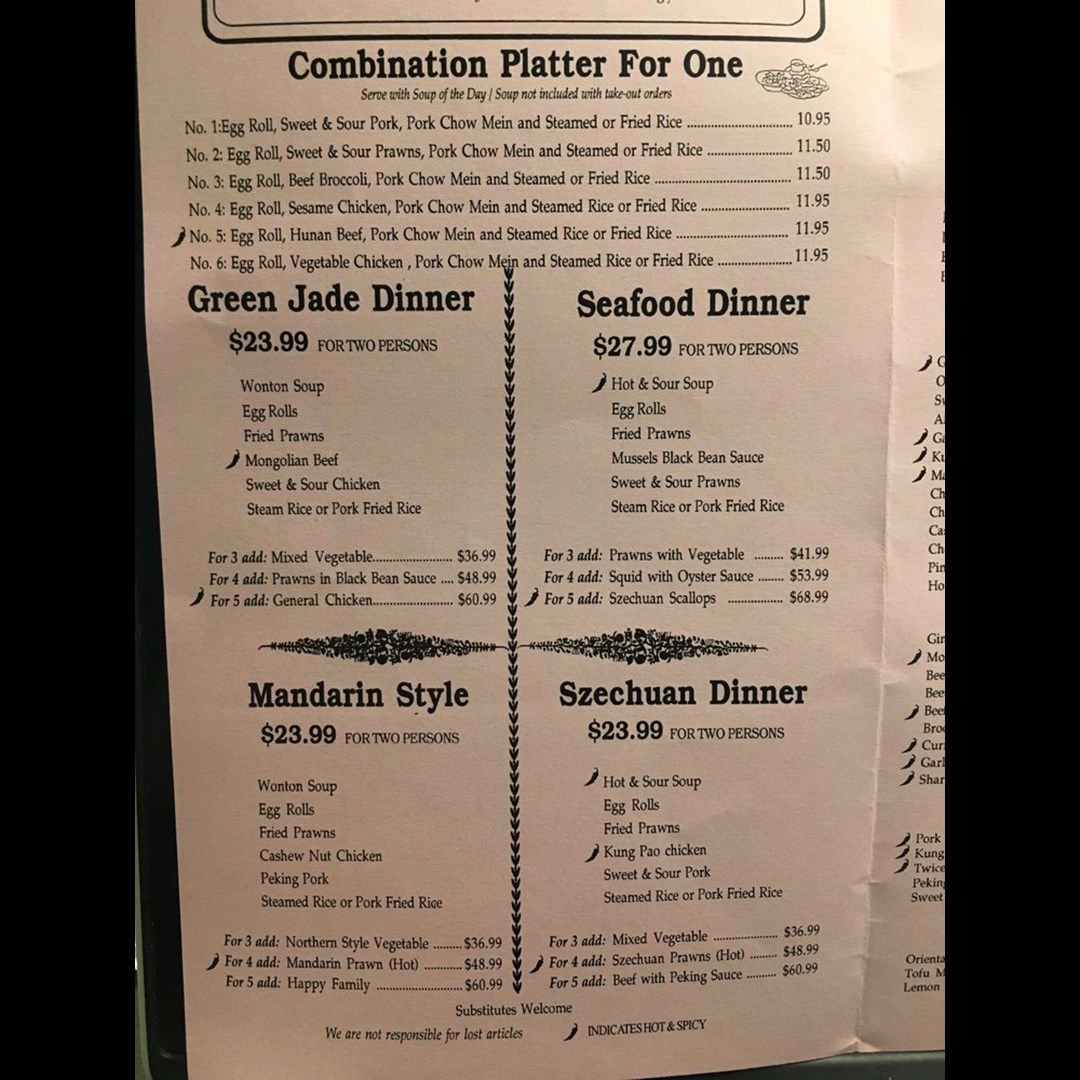 Combination Platter For One
Serve with Soup of the Day / Soup not included with take-out orders
No. 1:Egg Roll, Sweet & Sour Pork, Pork Chow Mein and Steamed or Fried Rice ............................. 10.95
No. 2: Egg Roll, Sweet & Sour Prawns, Pork Chow Mein and Steamed or Fried Rice ....................... 11.50
No. 3: Egg Roll, Beef Broccoli, Pork Chow Mein and Steamed or Fried Rice ..................................... 11.50
No. 4: Egg Roll, Sesame Chicken, Pork Chow Mein and Steamed Rice or Fried Rice ........................ 11.95
No. 5: Egg Roll, Hunan Beef, Pork Chow Mein and Steamed Rice or Fried Rice ............................... 11.95
No. 6: Egg Roll, Vegetable Chicken , Pork Chow Mein and Steamed Rice or Fried Rice .................... 11.95
Green Jade Dinner
$23.99 FOR TWO PERSONS
Wonton Soup
Egg Rolls
Fried Prawns
Mongolian Beef
Sweet & Sour Chicken
Steam Rice or Pork Fried Rice
For 3 add: Mixed Vegetable........................ $36.99
For 4 add: Prawns in Black Bean Sauce .... $48.99
For 5 add: General Chicken........................ $60.99
Seafood Dinner
$27.99 FOR TWO PERSONS
Hot & Sour Soup
Egg Rolls
Fried Prawns
Mussels Black Bean Sauce
Sweet & Sour Prawns
Steam Rice or Pork Fried Rice
For 3 add: Prawns with Vegetable ......... $41.99
For 4 add: Squid with Oyster Sauce ........ $53.99
For 5 add: Szechuan Scallops ................. $68.99
Mandarin Style
$23.99 FOR TWO PERSONS
Wonton Soup
Egg Rolls
Fried Prawns
Cashew Nut Chicken
Peking Pork
Steamed Rice or Pork Fried Rice
For 3 add: Northern Style Vegetable ......... $36.99
For 4 add: Mandarin Prawn (Hot) ............ $48.99
For 5 add: Happy Family ......................... $60.99
Szechuan Dinner
$23.99 FOR TWO PERSONS
Hot & Sour Soup
Egg Rolls
Fried Prawns
Kung Pao chicken
Sweet & Sour Pork
Steamed Rice or Pork Fried Rice
For 3 add: Mixed Vegetable ...................... $36.99
For 4 add: Szechuan Prawns (Hot) ........ $48.99
For 5 add: Beef with Peking Sauce ......... $60.99
Substitutes Welcome
We are not responsible for lost articles
INDICATES HOT & SPICY
Pork
Kung
Twice
Sweet
Tofu M
Lemon